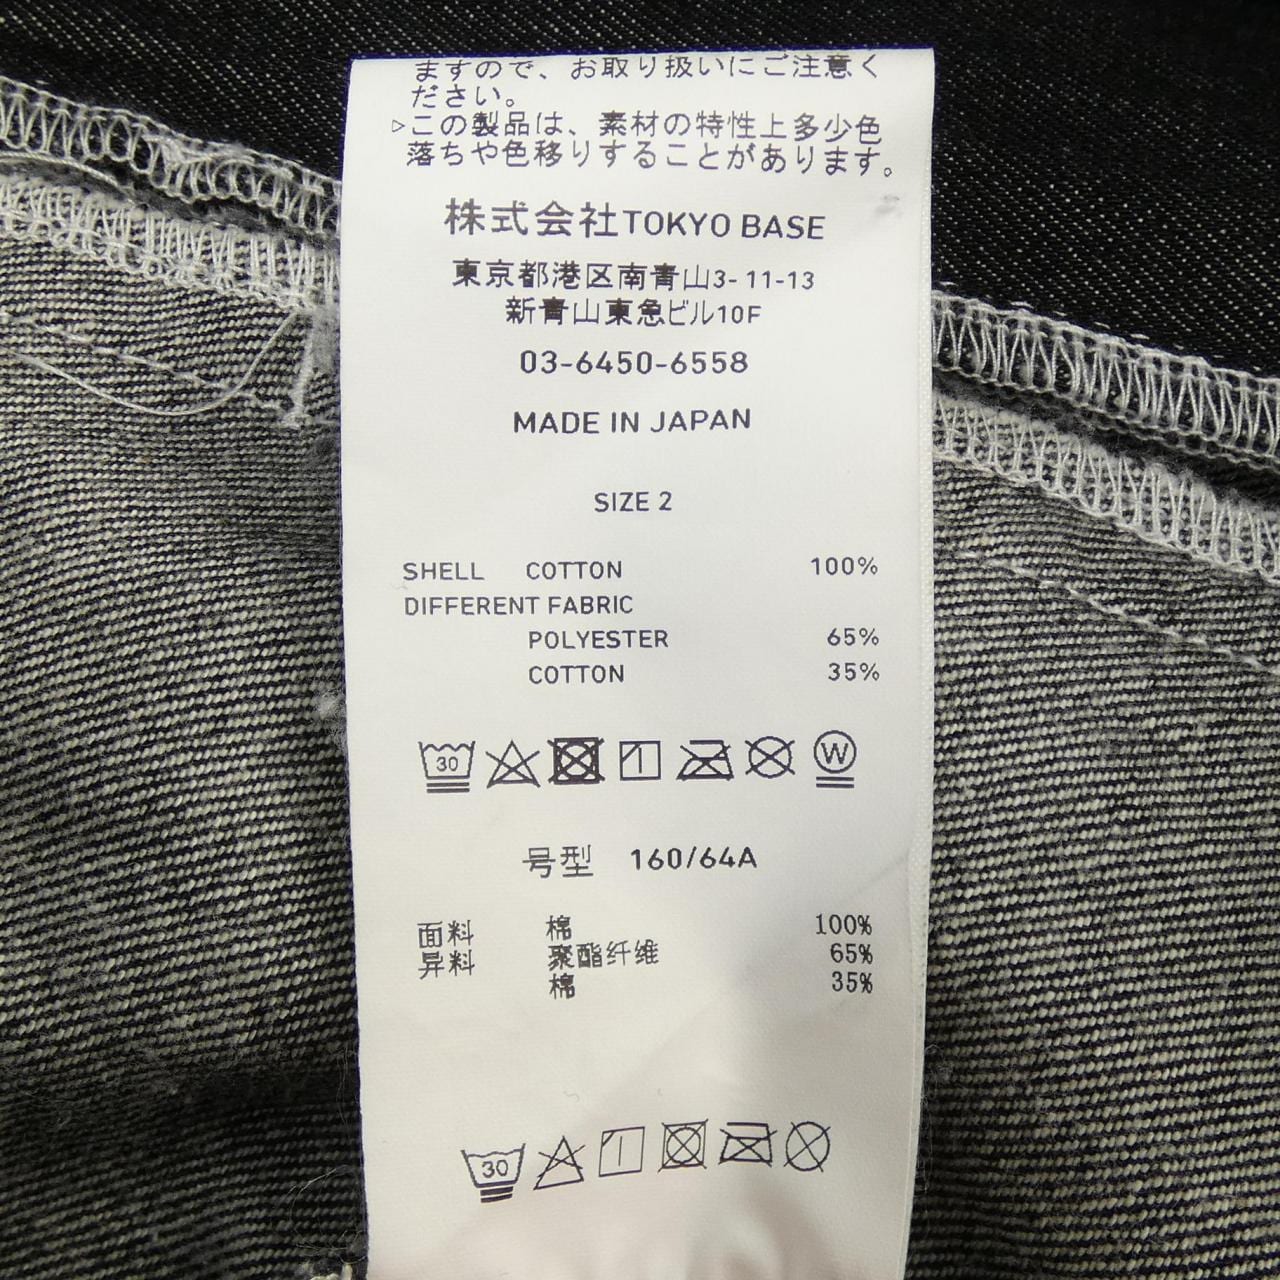 ますので、お取り扱いにご注意く
ださい。
▷この製品は、素材の特性上多少色
落ちや色移りすることがあります。
株式会社TOKYO BASE
東京都港区南青山3-11-13
新青山東急ビル10F
03-6450-6558
MADE IN JAPAN
SIZE 2
SHELL COTTON 100%
DIFFERENT FABRIC
POLYESTER 65%
COTTON 35%
30 W
号型 160/64A
面料 棉 100%
异料 聚酯纤维 65%
棉 35%
30